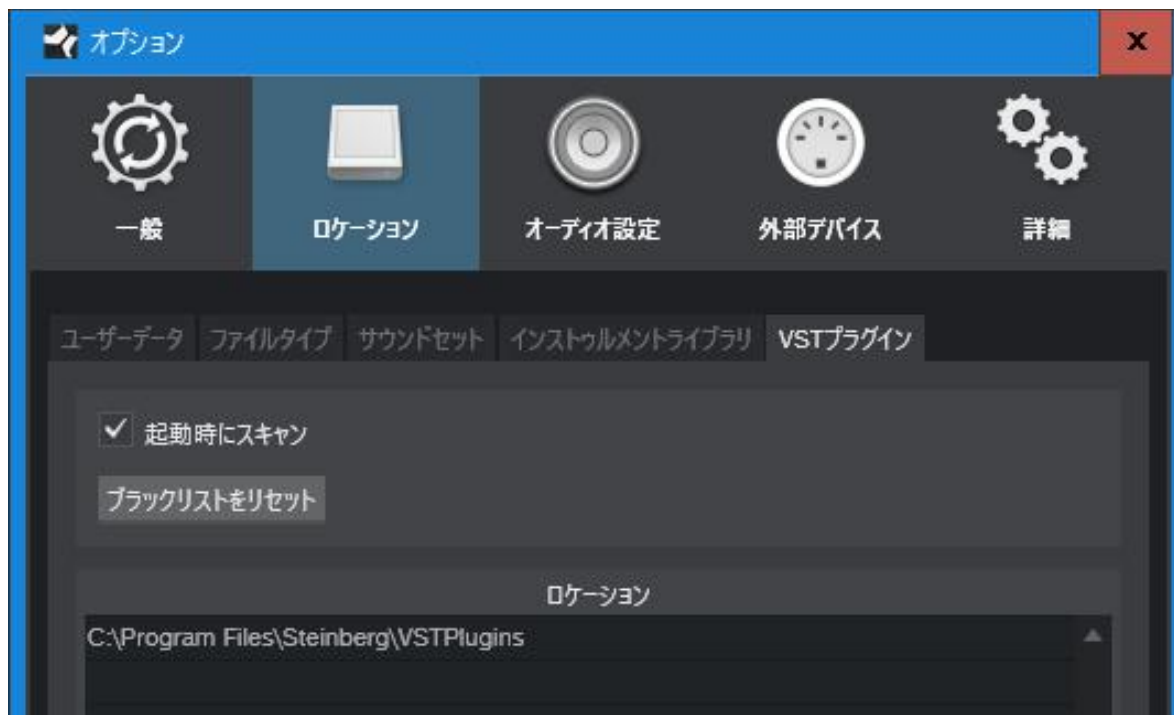 オプション
x
一般 ロケーション オーディオ設定 外部デバイス 詳細
ユーザーデータ ファイルタイプ サウンドセット インストゥルメントライブラリ VSTプラグイン
起動時にスキャン
ブラックリストをリセット
ロケーション
C:\Program Files\Steinberg\VSTPlugins